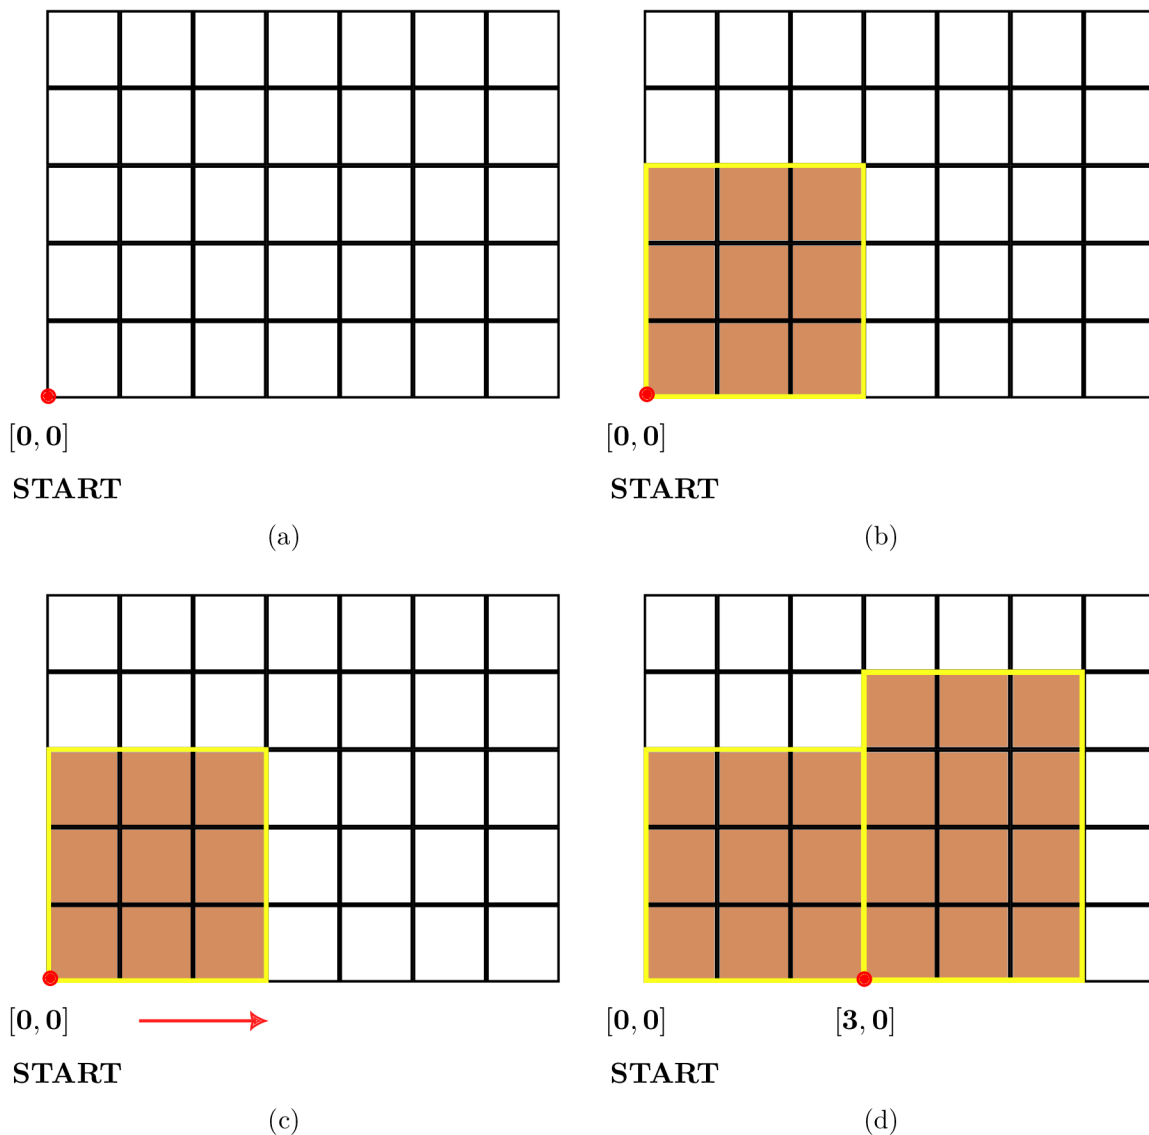 [0, 0]
START
(a)
[0, 0]
START
(b)
[0, 0]
START
(c)
[0, 0] [3, 0]
START
(d)